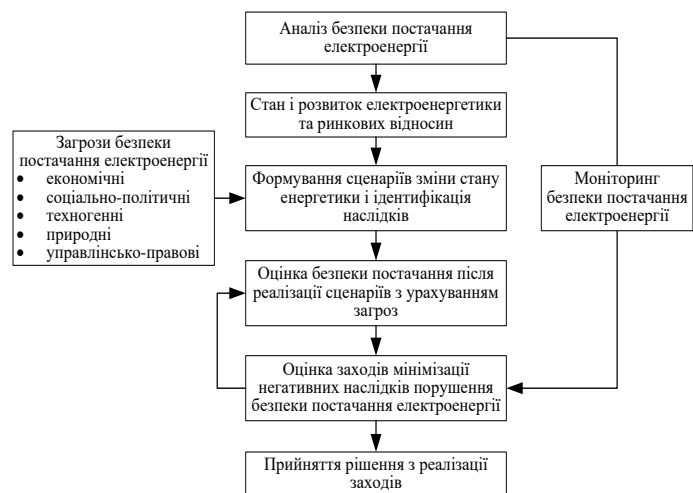 Аналіз безпеки постачання
електроенергії
Стан і розвиток електроенергетики
та ринкових відносин
Загрози безпеки
постачання електроенергії
• економічні
• соціально-політичні
• техногенні
• природні
• управлінсько-правові
Формування сценаріїв зміни стану
енергетики і ідентифікація
наслідків
Моніторинг
безпеки постачання
електроенергії
Оцінка безпеки постачання після
реалізації сценаріїв з урахуванням
загроз
Оцінка заходів мінімізації
негативних наслідків порушення
безпеки постачання електроенергії
Прийняття рішення з реалізації
заходів